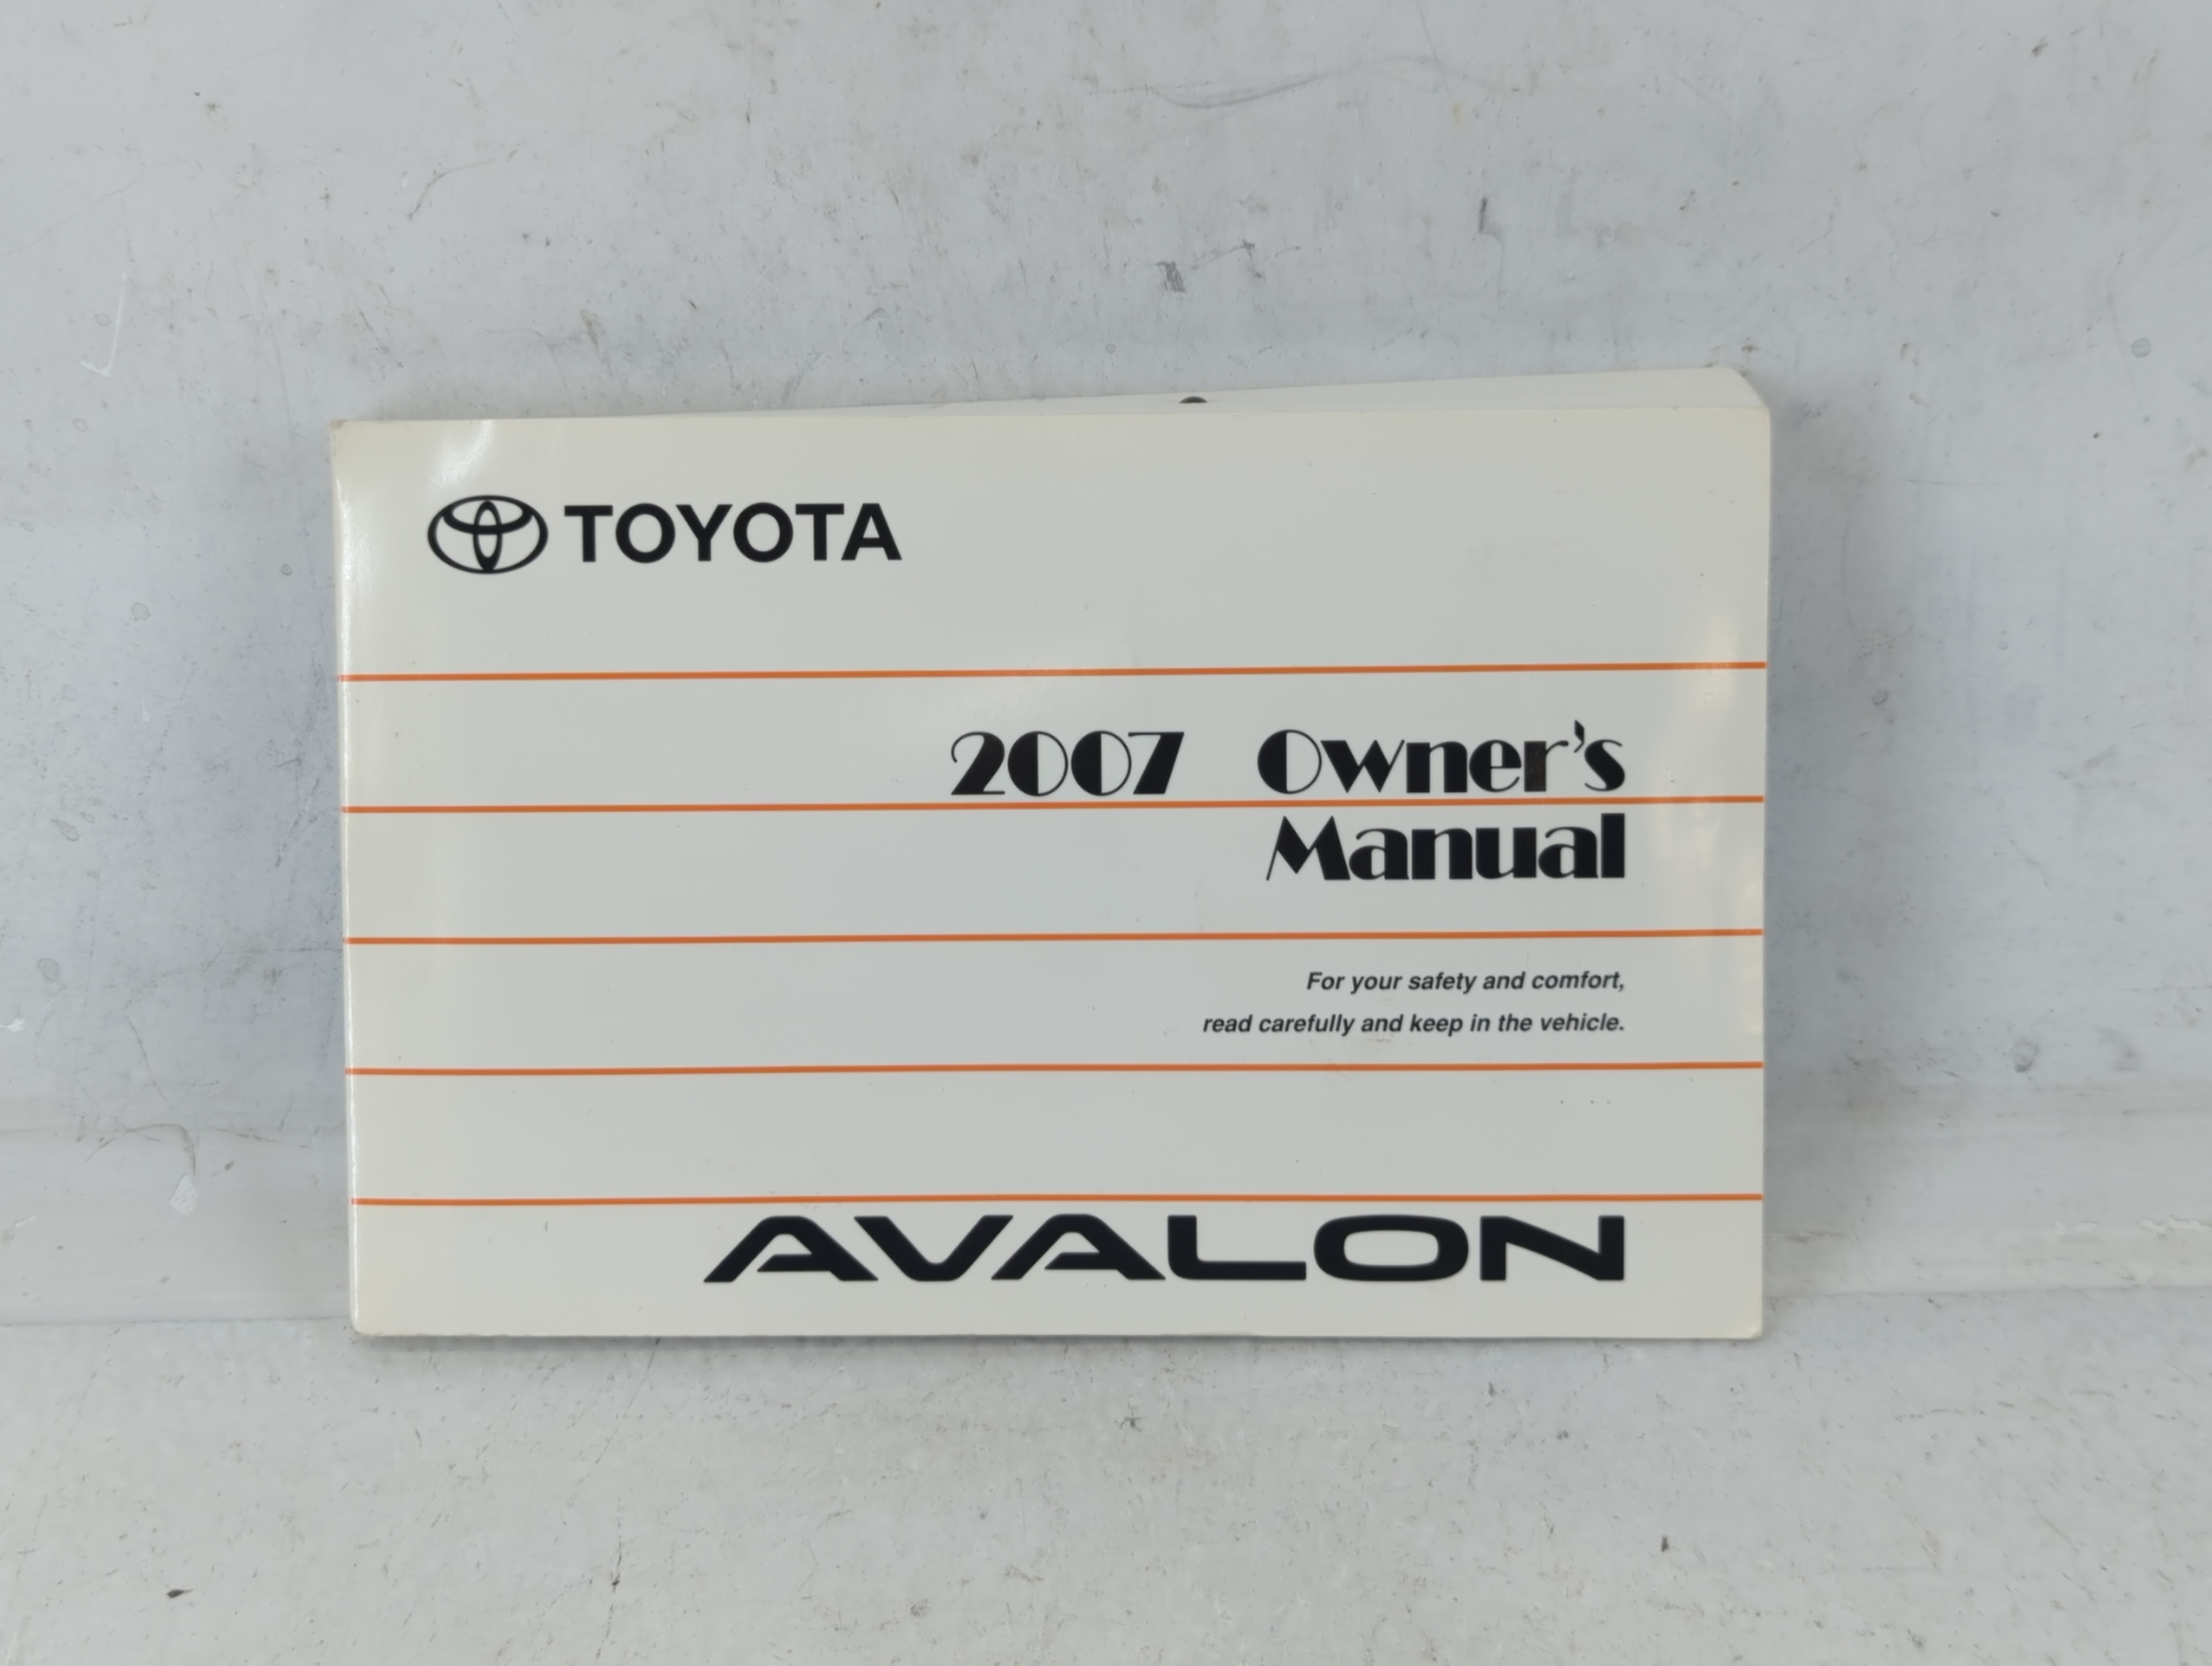 TOYOTA
2007 Owner's
Manual
For your safety and comfort,
read carefully and keep in the vehicle.
AVALON